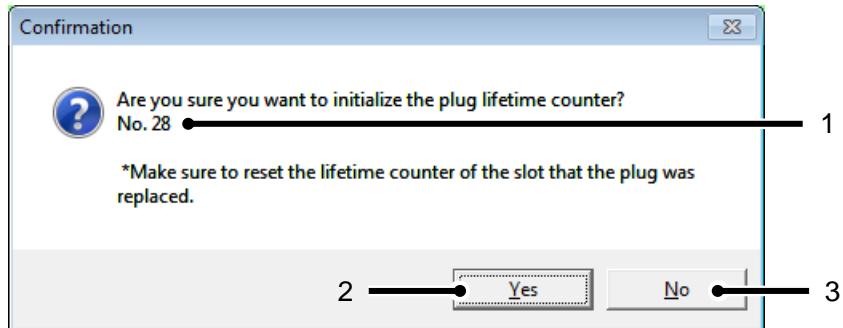 Confirmation
Are you sure you want to initialize the plug lifetime counter?
No. 28
1
*Make sure to reset the lifetime counter of the slot that the plug was
replaced.
2
Yes
No
3